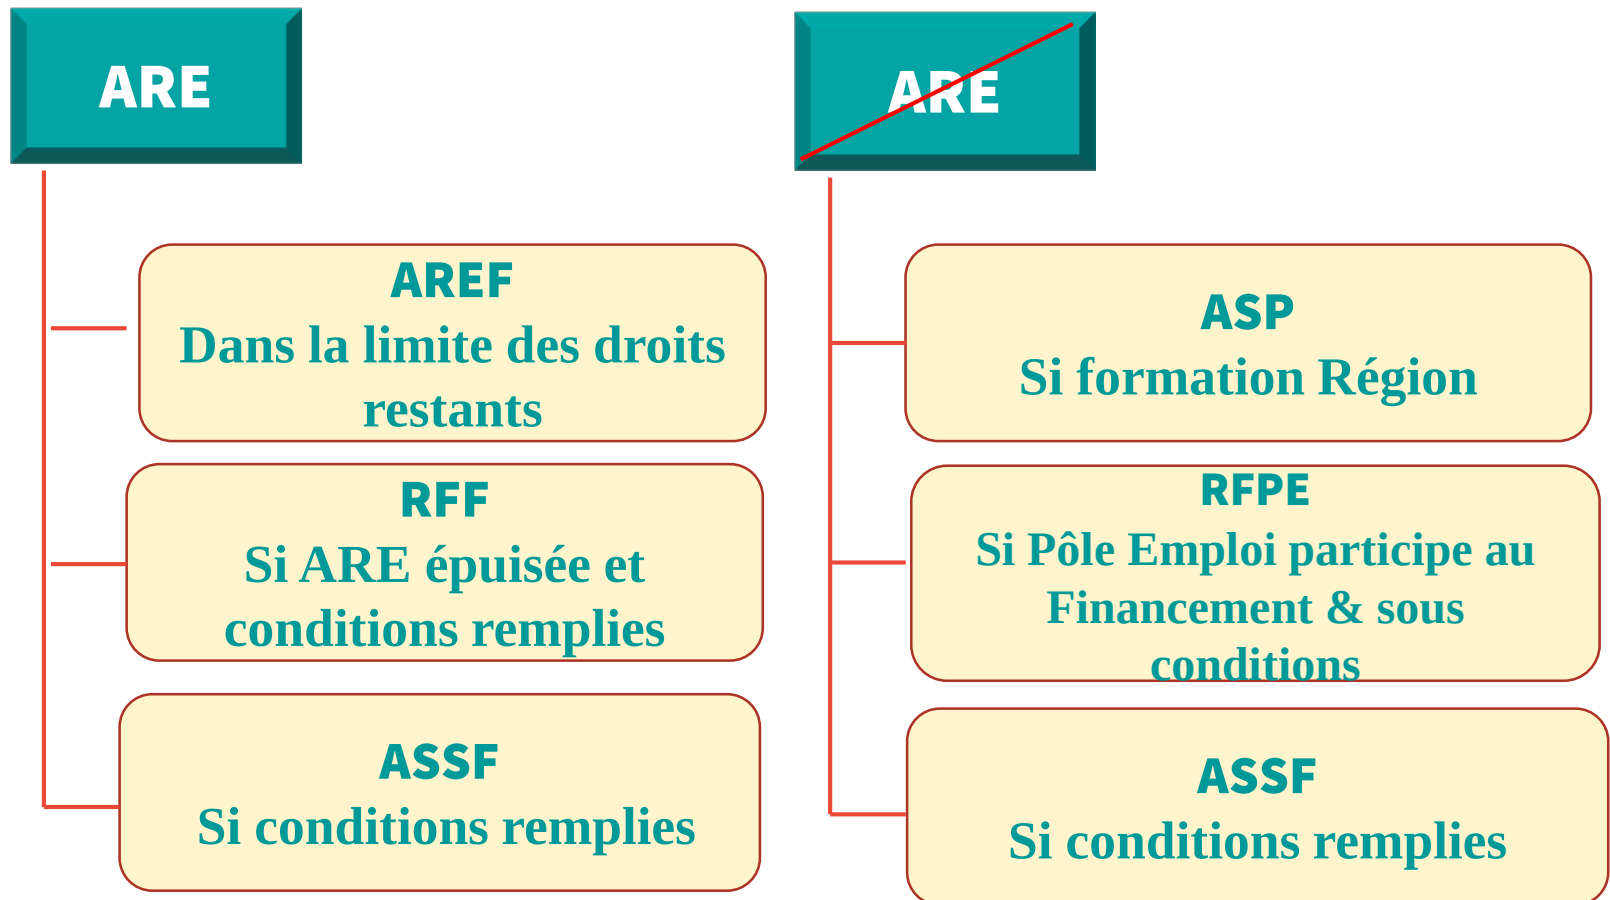 ARE
AREF
Dans la limite des droits
restants
RFF
Si ARE épuisée et
conditions remplies
ASSF
Si conditions remplies
ARE
ASP
Si formation Région
RFPE
Si Pôle Emploi participe au
Financement & sous
conditions
ASSF
Si conditions remplies